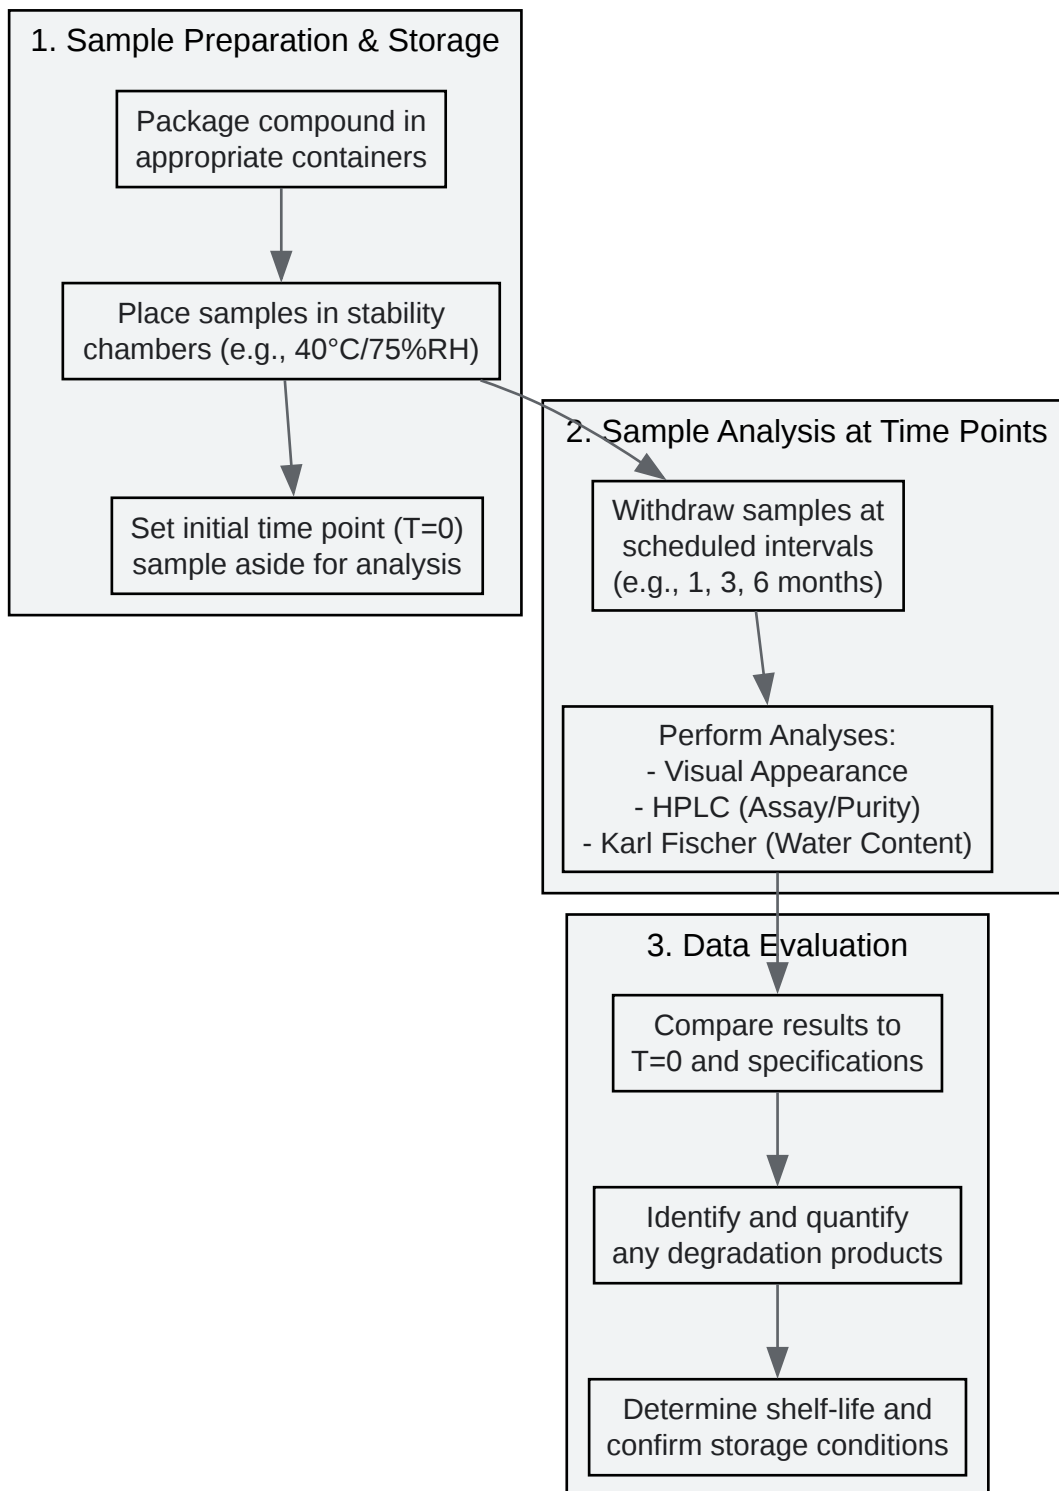 1. Sample Preparation & Storage
Package compound in
appropriate containers
Place samples in stability
chambers (e.g., 40°C/75%RH)
Set initial time point (T=0)
sample aside for analysis
2. Sample Analysis at Time Points
Withdraw samples at
scheduled intervals
(e.g., 1, 3, 6 months)
Perform Analyses:
- Visual Appearance
- HPLC (Assay/Purity)
- Karl Fischer (Water Content)
3. Data Evaluation
Compare results to
T=0 and specifications
Identify and quantify
any degradation products
Determine shelf-life and
confirm storage conditions